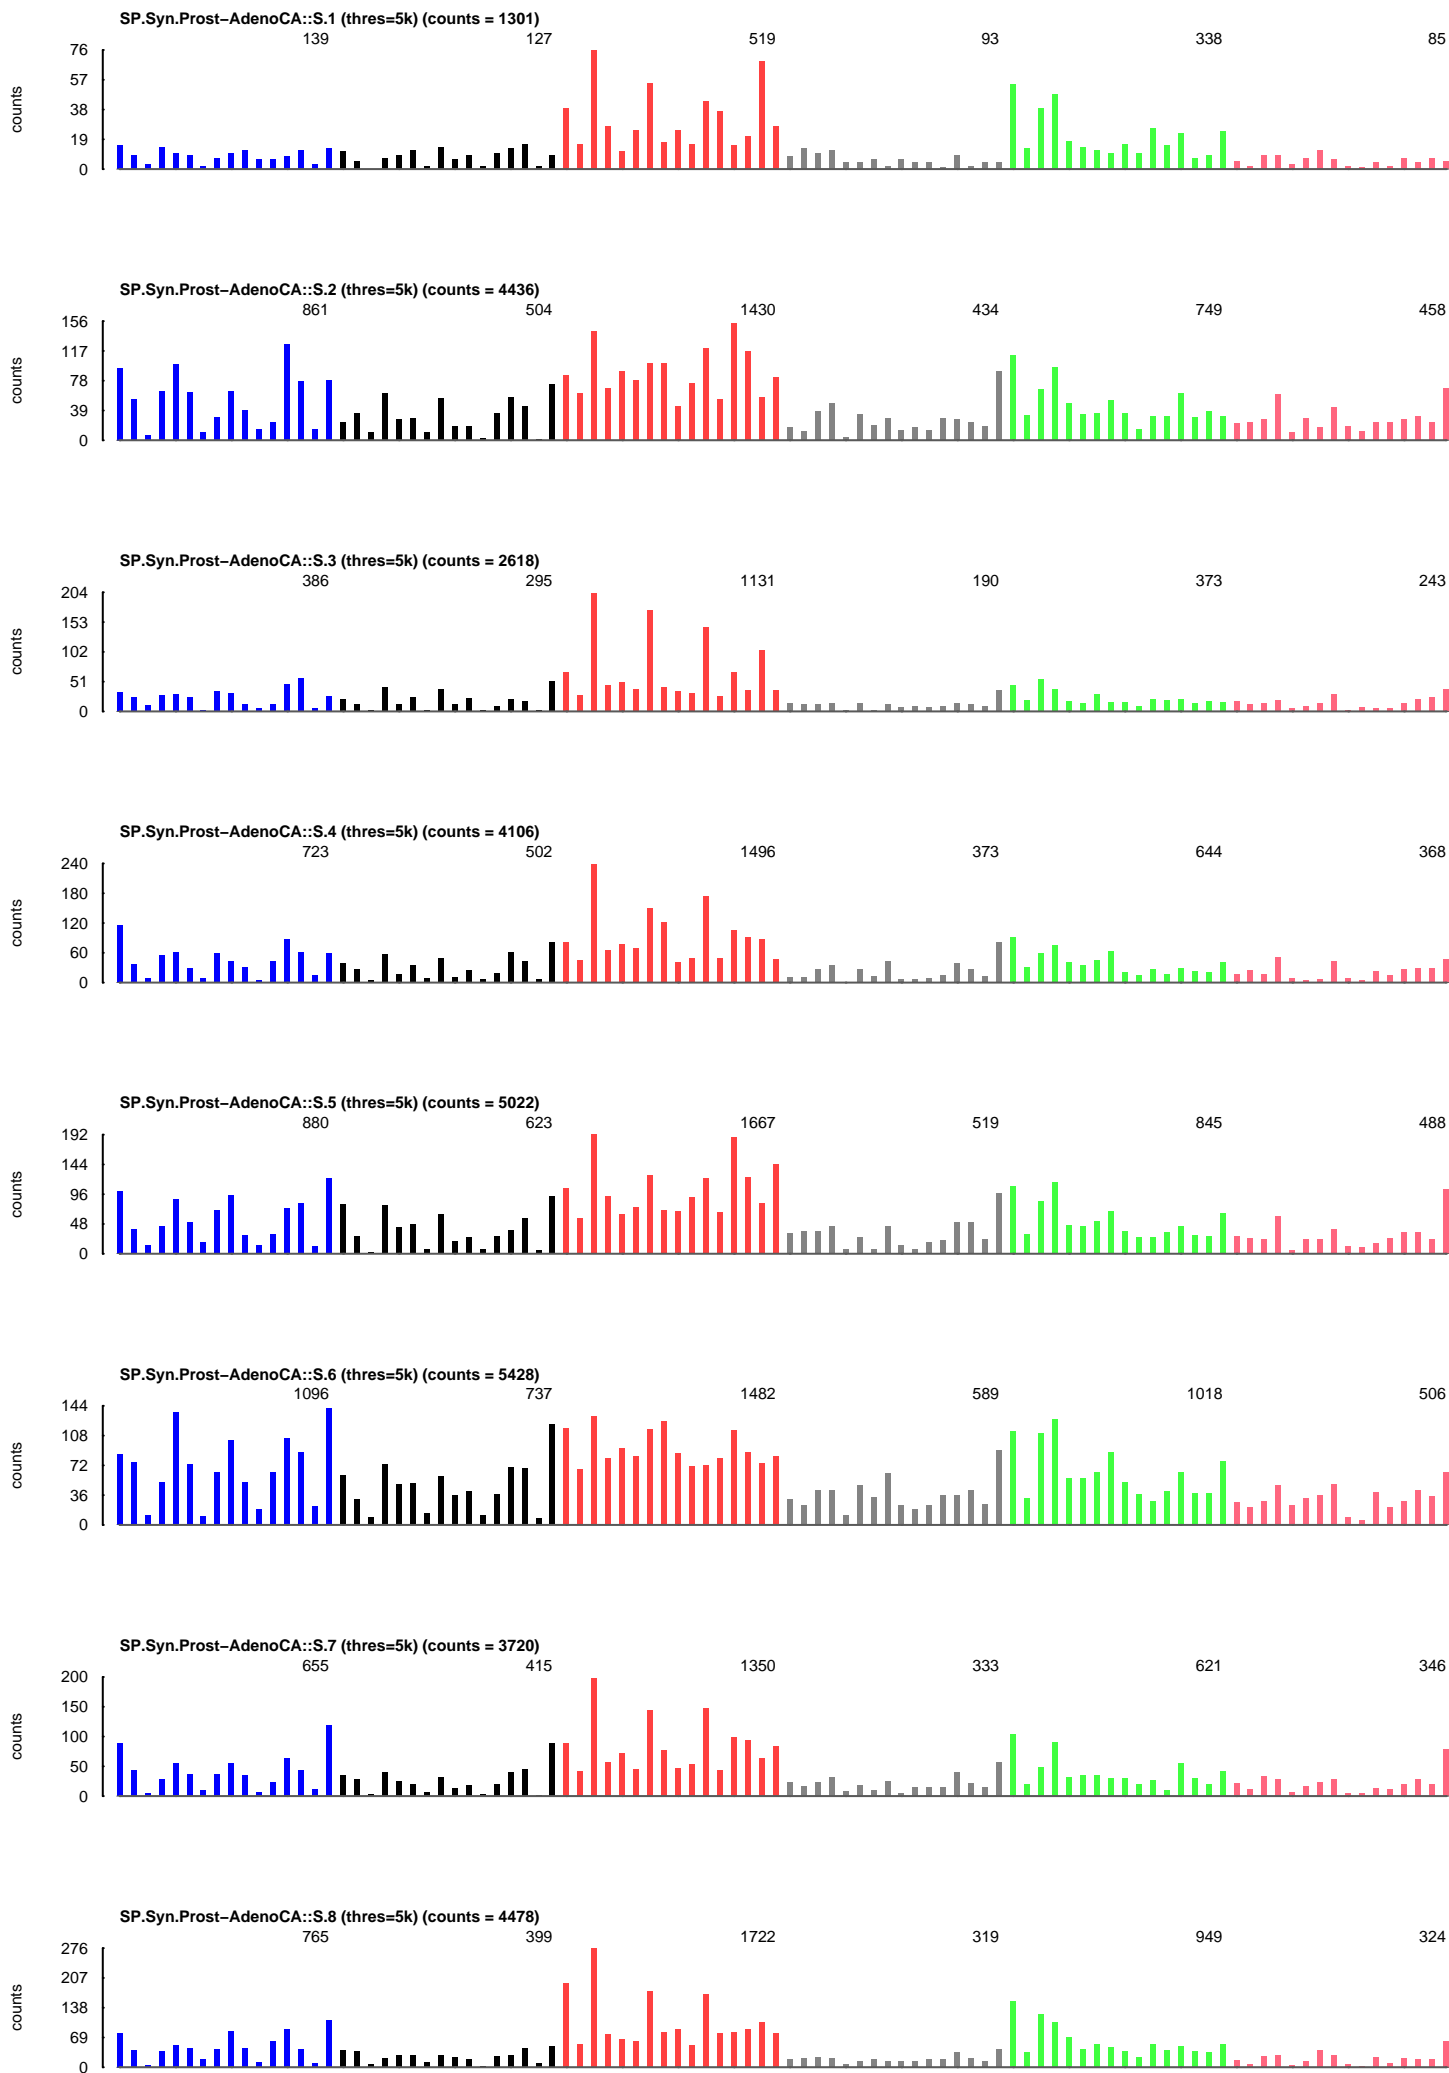 SP.Syn.Prost−AdenoCA::S.1 (thres=5k) (counts = 1301)
139 127 519 93 338 85
76
57
38
19
0
counts
SP.Syn.Prost−AdenoCA::S.2 (thres=5k) (counts = 4436)
861 504 1430 434 749 458
156
117
78
39
0
counts
SP.Syn.Prost−AdenoCA::S.3 (thres=5k) (counts = 2618)
386 295 1131 190 373 243
204
153
102
51
0
counts
SP.Syn.Prost−AdenoCA::S.4 (thres=5k) (counts = 4106)
723 502 1496 373 644 368
240
180
120
60
0
counts
SP.Syn.Prost−AdenoCA::S.5 (thres=5k) (counts = 5022)
880 623 1667 519 845 488
192
144
96
48
0
counts
SP.Syn.Prost−AdenoCA::S.6 (thres=5k) (counts = 5428)
1096 737 1482 589 1018 506
144
108
72
36
0
counts
SP.Syn.Prost−AdenoCA::S.7 (thres=5k) (counts = 3720)
655 415 1350 333 621 346
200
150
100
50
0
counts
SP.Syn.Prost−AdenoCA::S.8 (thres=5k) (counts = 4478)
765 399 1722 319 949 324
276
207
138
69
0
counts